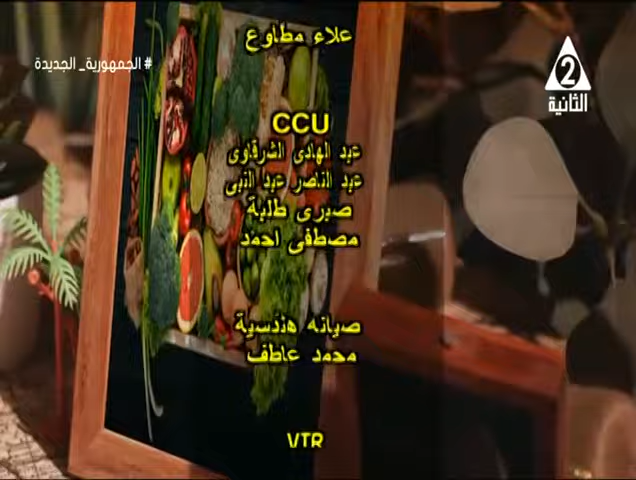 علاء مطاوع
#الجمهورية_الجديدة
2
الثانية
CCU
عبد الهادى الشرقاوى
عبد الناصر عبد النبى
صبرى طلبة
مصطفى احمد
صيانه هندسية
محمد عاطف
VTR